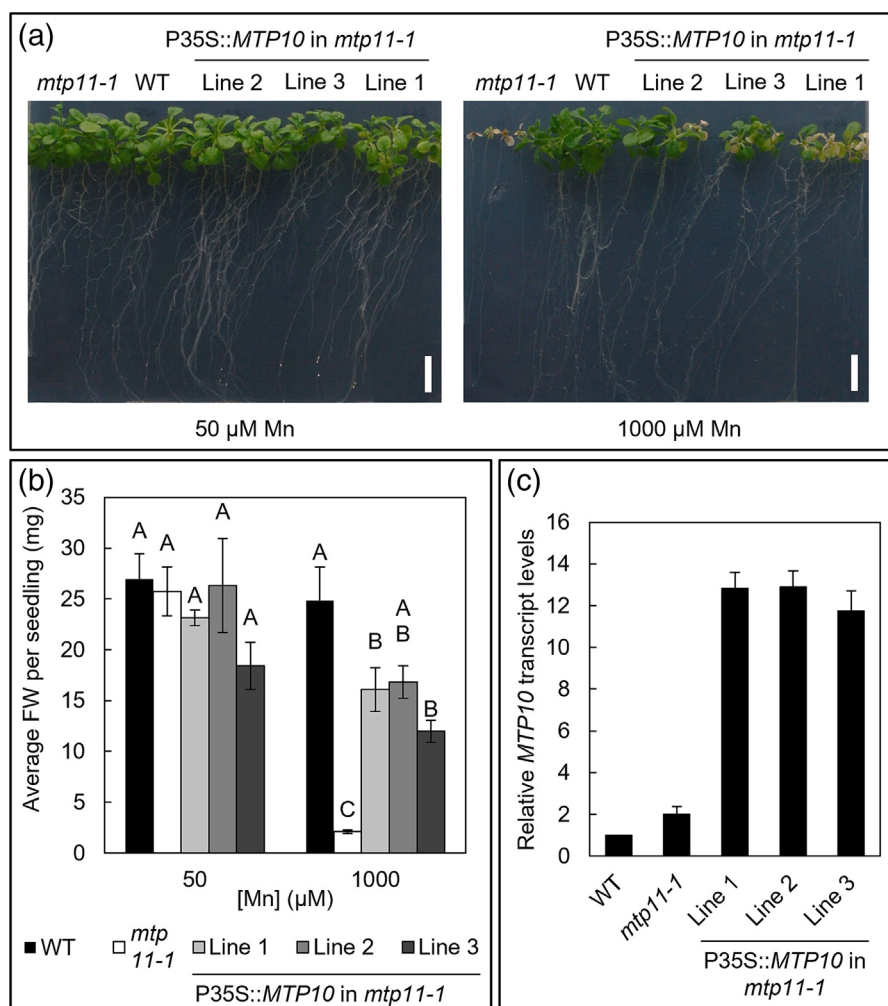 (a)
P35S::MTP10 in mtp11-1
P35S::MTP10 in mtp11-1
mtp11-1 WT Line 2 Line 3 Line 1
mtp11-1 WT Line 2 Line 3 Line 1
50 µM Mn
1000 µM Mn
(b)
Average FW per seedling (mg)
35
30
25
20
15
10
5
0
A
A
A
A
A
A
C
B
A
B
B
50
1000
[Mn] (µM)
WT
mtp
11-1
Line 1
Line 2
Line 3
P35S::MTP10 in mtp11-1
(c)
Relative MTP10 transcript levels
16
14
12
10
8
6
4
2
0
WT
mtp11-1
Line 1
Line 2
Line 3
P35S::MTP10 in
mtp11-1